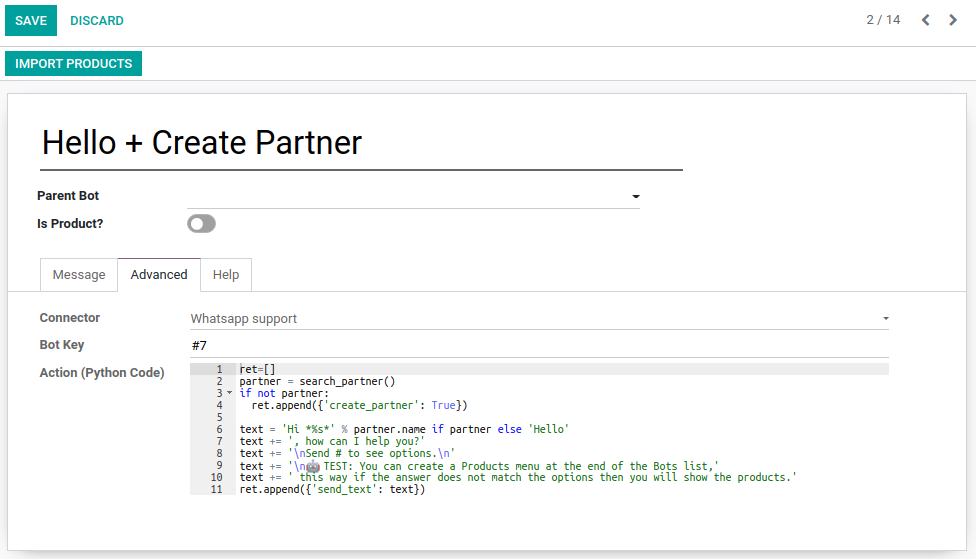 SAVE DISCARD 2 / 14
IMPORT PRODUCTS
Hello + Create Partner
Parent Bot
Is Product?
Message Advanced Help
Connector Whatsapp support
Bot Key #7
Action (Python Code)
1 ret=[]
2 partner = search_partner()
3 if not partner:
4 ret.append({'create_partner': True})
5
6 text = 'Hi *%s*' % partner.name if partner else 'Hello'
7 text += ', how can I help you?'
8 text += '\nSend # to see options.\n'
9 text += '\n🤖 TEST: You can create a Products menu at the end of the Bots list,'
10 text += ' this way if the answer does not match the options then you will show the products.'
11 ret.append({'send_text': text})